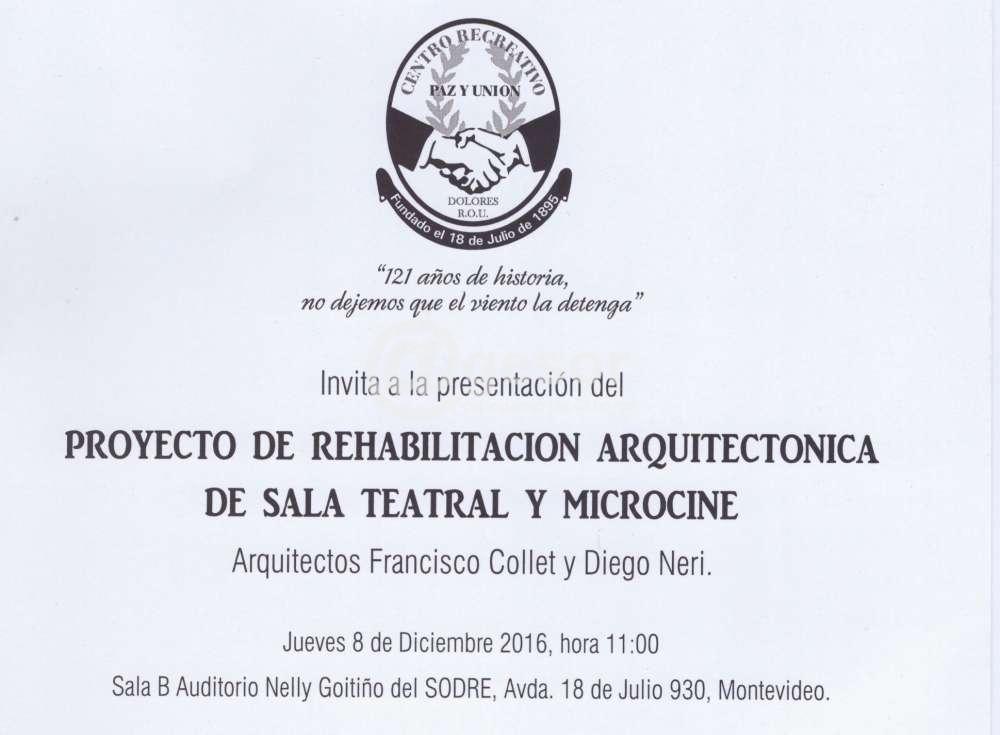 CENTRO RECREATIVO
PAZ Y UNION
DOLORES
R.O.U.
Fundado el 18 de Julio de 1895
“121 años de historia,
no dejemos que el viento la detenga”
@gesor
Invita a la presentación del
PROYECTO DE REHABILITACION ARQUITECTONICA
DE SALA TEATRAL Y MICROCINE
Arquitectos Francisco Collet y Diego Neri.
Jueves 8 de Diciembre 2016, hora 11:00
Sala B Auditorio Nelly Goitiño del SODRE, Avda. 18 de Julio 930, Montevideo.